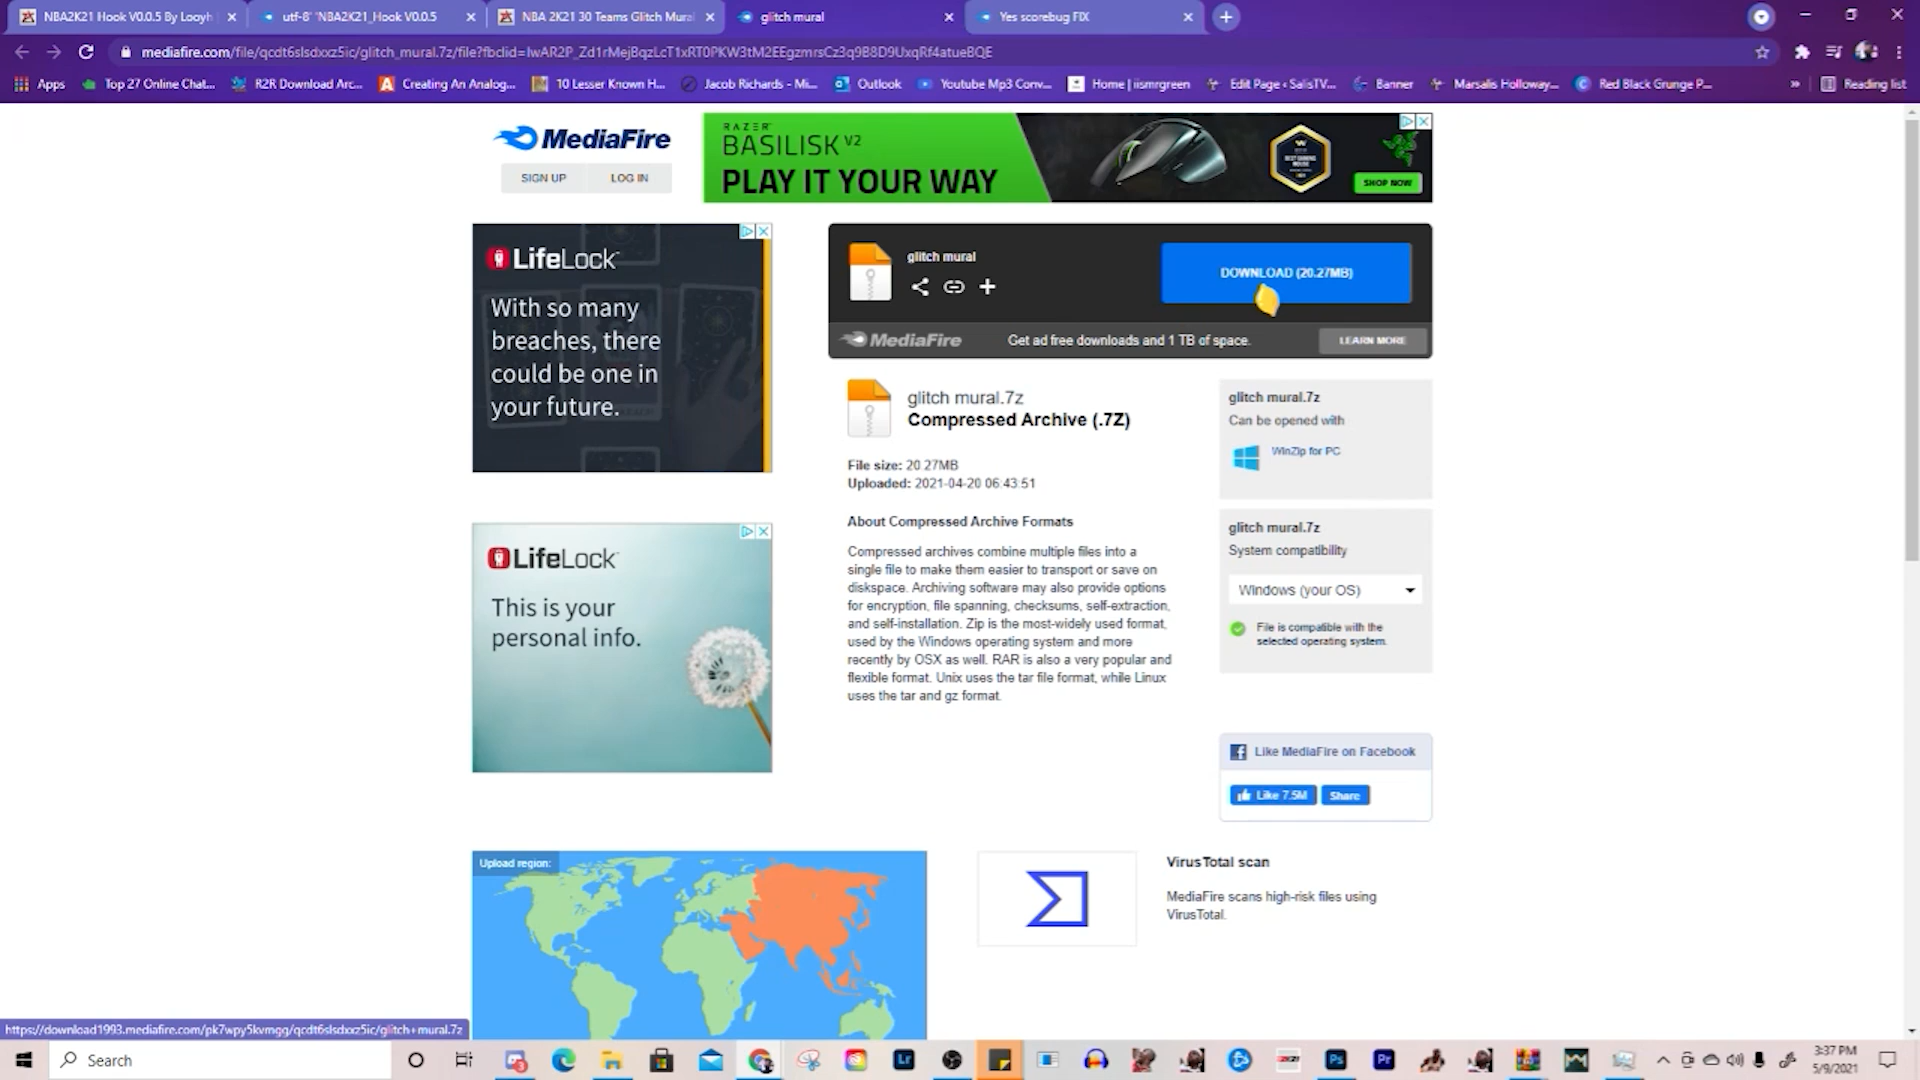 NBA2K21 Hook V0.0.5 By Looyh
utf-8''NBA2K21_Hook V0.0.5
NBA 2K21 30 Teams Glitch Mural
glitch mural
Yes scorebug FIX
mediafire.com/file/qcdt6slsdxxz5ic/glitch_mural.7z/file?fbclid=IwAR2P_Zd1rMejBqzLcT1xRT0PKW3tM2EEgzmrsCz3q9B8D9UxqRf4atueBQE
Apps
Top 27 Online Chat...
R2R Download Arc...
Creating An Analog...
10 Lesser Known H...
Jacob Richards - Mi...
Outlook
Youtube Mp3 Conv...
Home | iismrgreen
Edit Page ‹ SalisTV...
Banner
Marsalis Holloway...
Red Black Grunge P...
»
Reading list
MediaFire
SIGN UP
LOG IN
RAZER
BASILISK V2
PLAY IT YOUR WAY
SHOP NOW
LifeLock
With so many
breaches, there
could be one in
your future.
glitch mural
DOWNLOAD (20.27MB)
MediaFire
Get ad free downloads and 1 TB of space.
LEARN MORE
glitch mural.7z
Compressed Archive (.7Z)
File size: 20.27MB
Uploaded: 2021-04-20 06:43:51
About Compressed Archive Formats
Compressed archives combine multiple files into a
single file to make them easier to transport or save on
diskspace. Archiving software may also provide options
for encryption, file spanning, checksums, self-extraction,
and self-installation. Zip is the most-widely used format,
used by the Windows operating system and more
recently by OSX as well. RAR is also a very popular and
flexible format. Unix uses the tar file format, while Linux
uses the tar and gz format.
glitch mural.7z
Can be opened with
WinZip for PC
glitch mural.7z
System compatibility
Windows (your OS)
File is compatible with the
selected operating system.
LifeLock
This is your
personal info.
Like MediaFire on Facebook
Like 7.5M
Share
Upload region:
VirusTotal scan
MediaFire scans high-risk files using
VirusTotal.
https://download1993.mediafire.com/pk7wpy5kvmgg/qcdt6slsdxxz5ic/glitch+mural.7z
Search
Lr
Ps
Pr
3:37 PM
5/9/2021